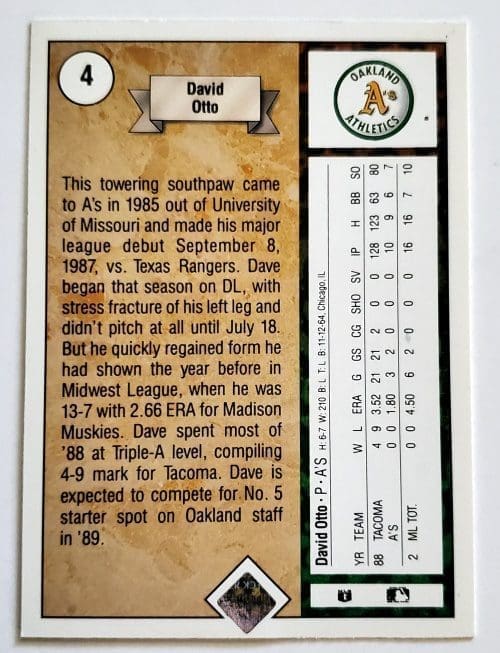 4
David
Otto
This towering southpaw came
to A's in 1985 out of University
of Missouri and made his major
league debut September 8,
1987, vs. Texas Rangers. Dave
began that season on DL, with
stress fracture of his left leg and
didn't pitch at all until July 18.
But he quickly regained form he
had shown the year before in
Midwest League, when he was
13-7 with 2.66 ERA for Madison
Muskies. Dave spent most of
'88 at Triple-A level, compiling
4-9 mark for Tacoma. Dave is
expected to compete for No. 5
starter spot on Oakland staff
in '89.
OAKLAND
A's
ATHLETICS
David Otto • P • A'S H: 6-7 W: 210 B: L T: L B: 11-12-64, Chicago, IL
YR TEAM W L ERA G GS CG SHO SV IP H BB SO
88 TACOMA 4 9 3.52 21 21 2 0 0 128 123 63 80
A'S 0 0 1.80 3 2 0 0 0 10 9 6 7
2 ML TOT. 0 0 4.50 6 2 0 0 0 16 16 7 10